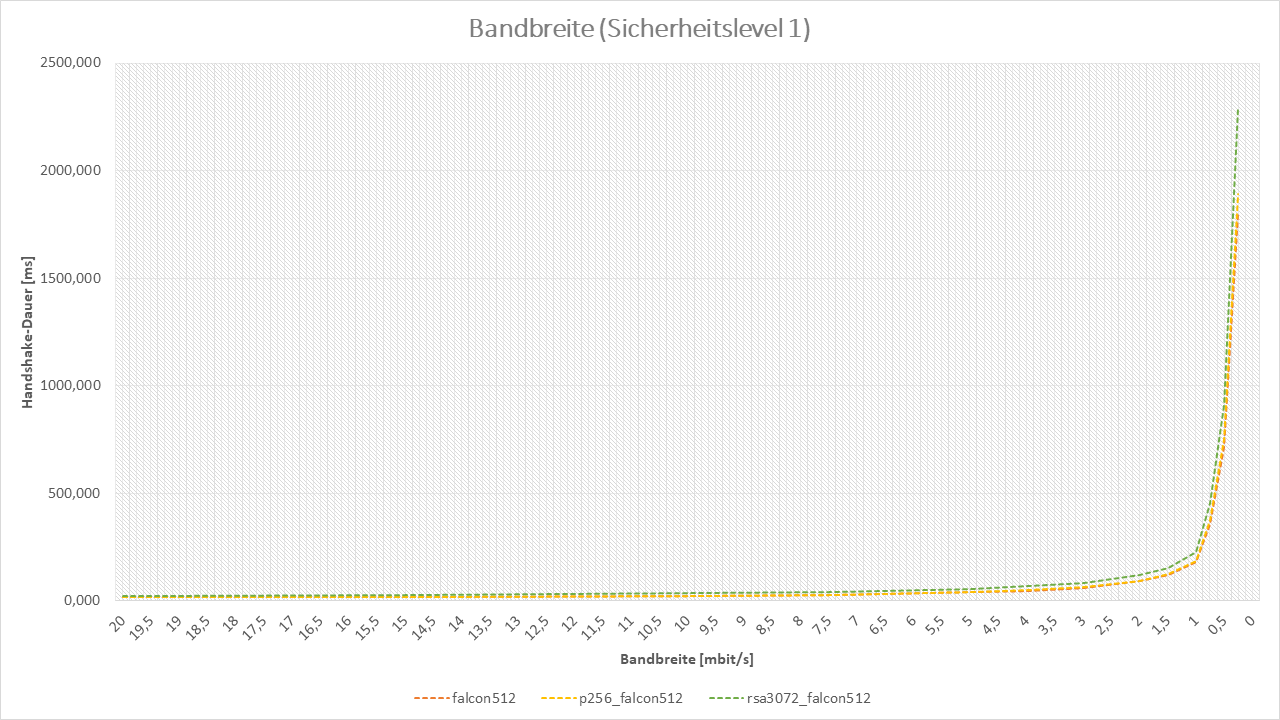 Bandbreite (Sicherheitslevel 1)
2500,000
2000,000
1500,000
1000,000
500,000
0,000
Handshake-Dauer [ms]
20 19,5 19 18,5 18 17,5 17 16,5 16 15,5 15 14,5 14 13,5 13 12,5 12 11,5 11 10,5 10 9,5 9 8,5 8 7,5 7 6,5 6 5,5 5 4,5 4 3,5 3 2,5 2 1,5 1 0,5 0
Bandbreite [mbit/s]
falcon512 p256_falcon512 rsa3072_falcon512